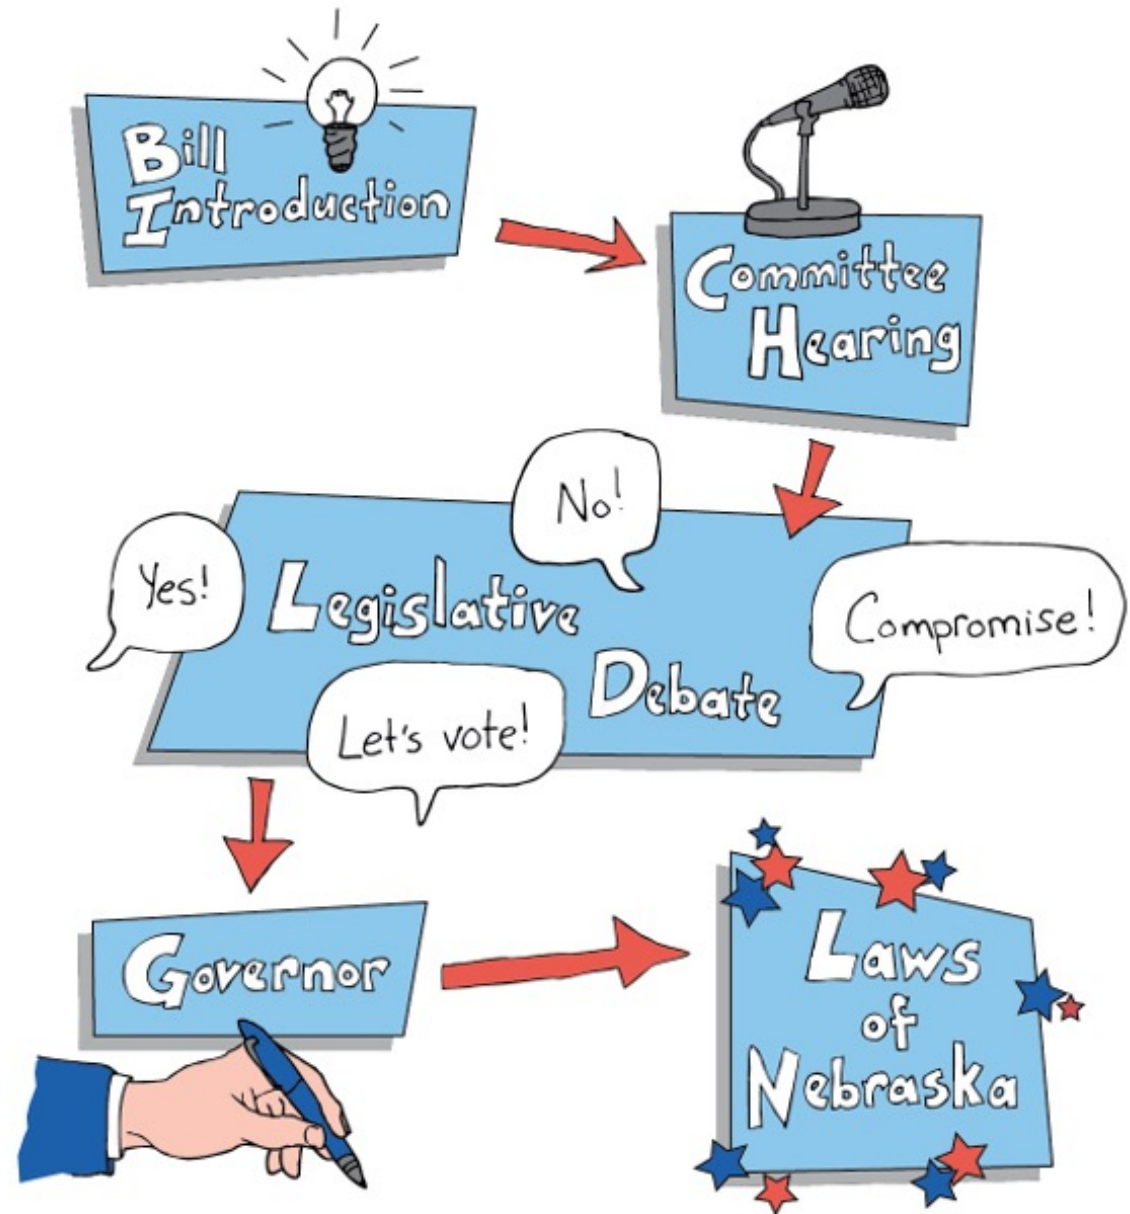 Bill
Introduction
Committee
Hearing
No!
Yes!
Legislative
Compromise!
Debate
Let's vote!
Governor
Laws
of
Nebraska